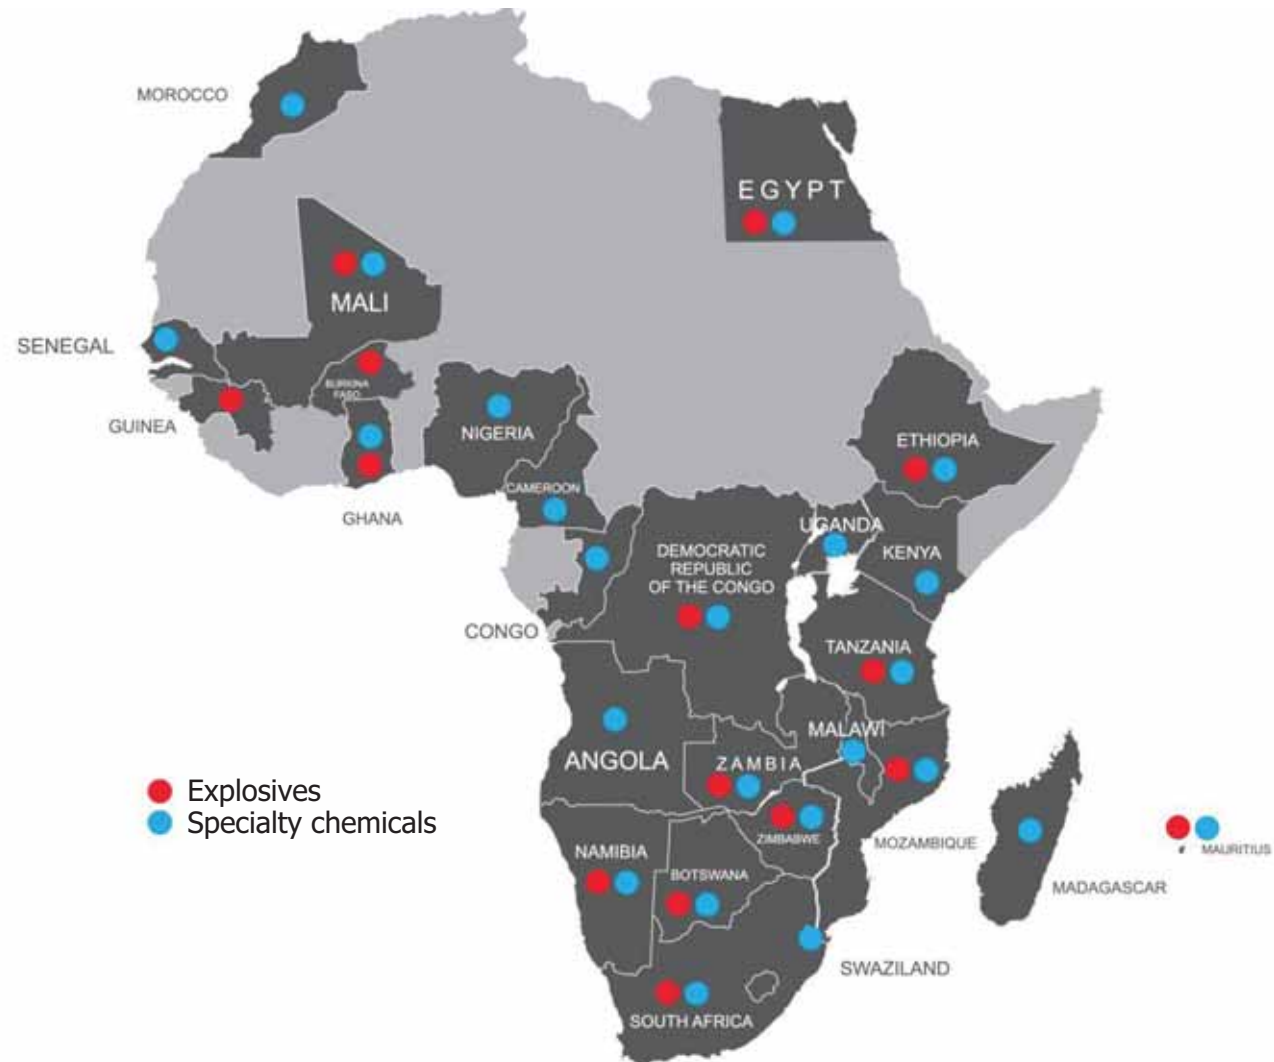 MOROCCO
EGYPT
MALI
SENEGAL
BURKINA
FASO
GUINEA
NIGERIA
ETHIOPIA
CAMEROON
GHANA
UGANDA
DEMOCRATIC
REPUBLIC
OF THE CONGO
KENYA
CONGO
TANZANIA
MALAWI
ANGOLA
ZAMBIA
Explosives
Specialty chemicals
ZIMBABWE
MOZAMBIQUE
MAURITIUS
NAMIBIA
BOTSWANA
MADAGASCAR
SWAZILAND
SOUTH AFRICA